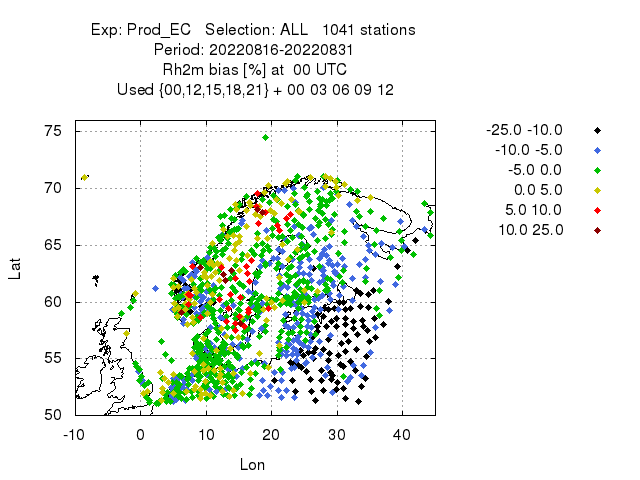 Exp: Prod_EC   Selection: ALL   1041 stations
Period: 20220816-20220831
Rh2m bias [%] at  00 UTC
Used {00,12,15,18,21} + 00 03 06 09 12
-25.0 -10.0
-10.0 -5.0
-5.0 0.0
0.0 5.0
5.0 10.0
10.0 25.0
75
70
65
60
55
50
Lat
-10 0 10 20 30 40
Lon